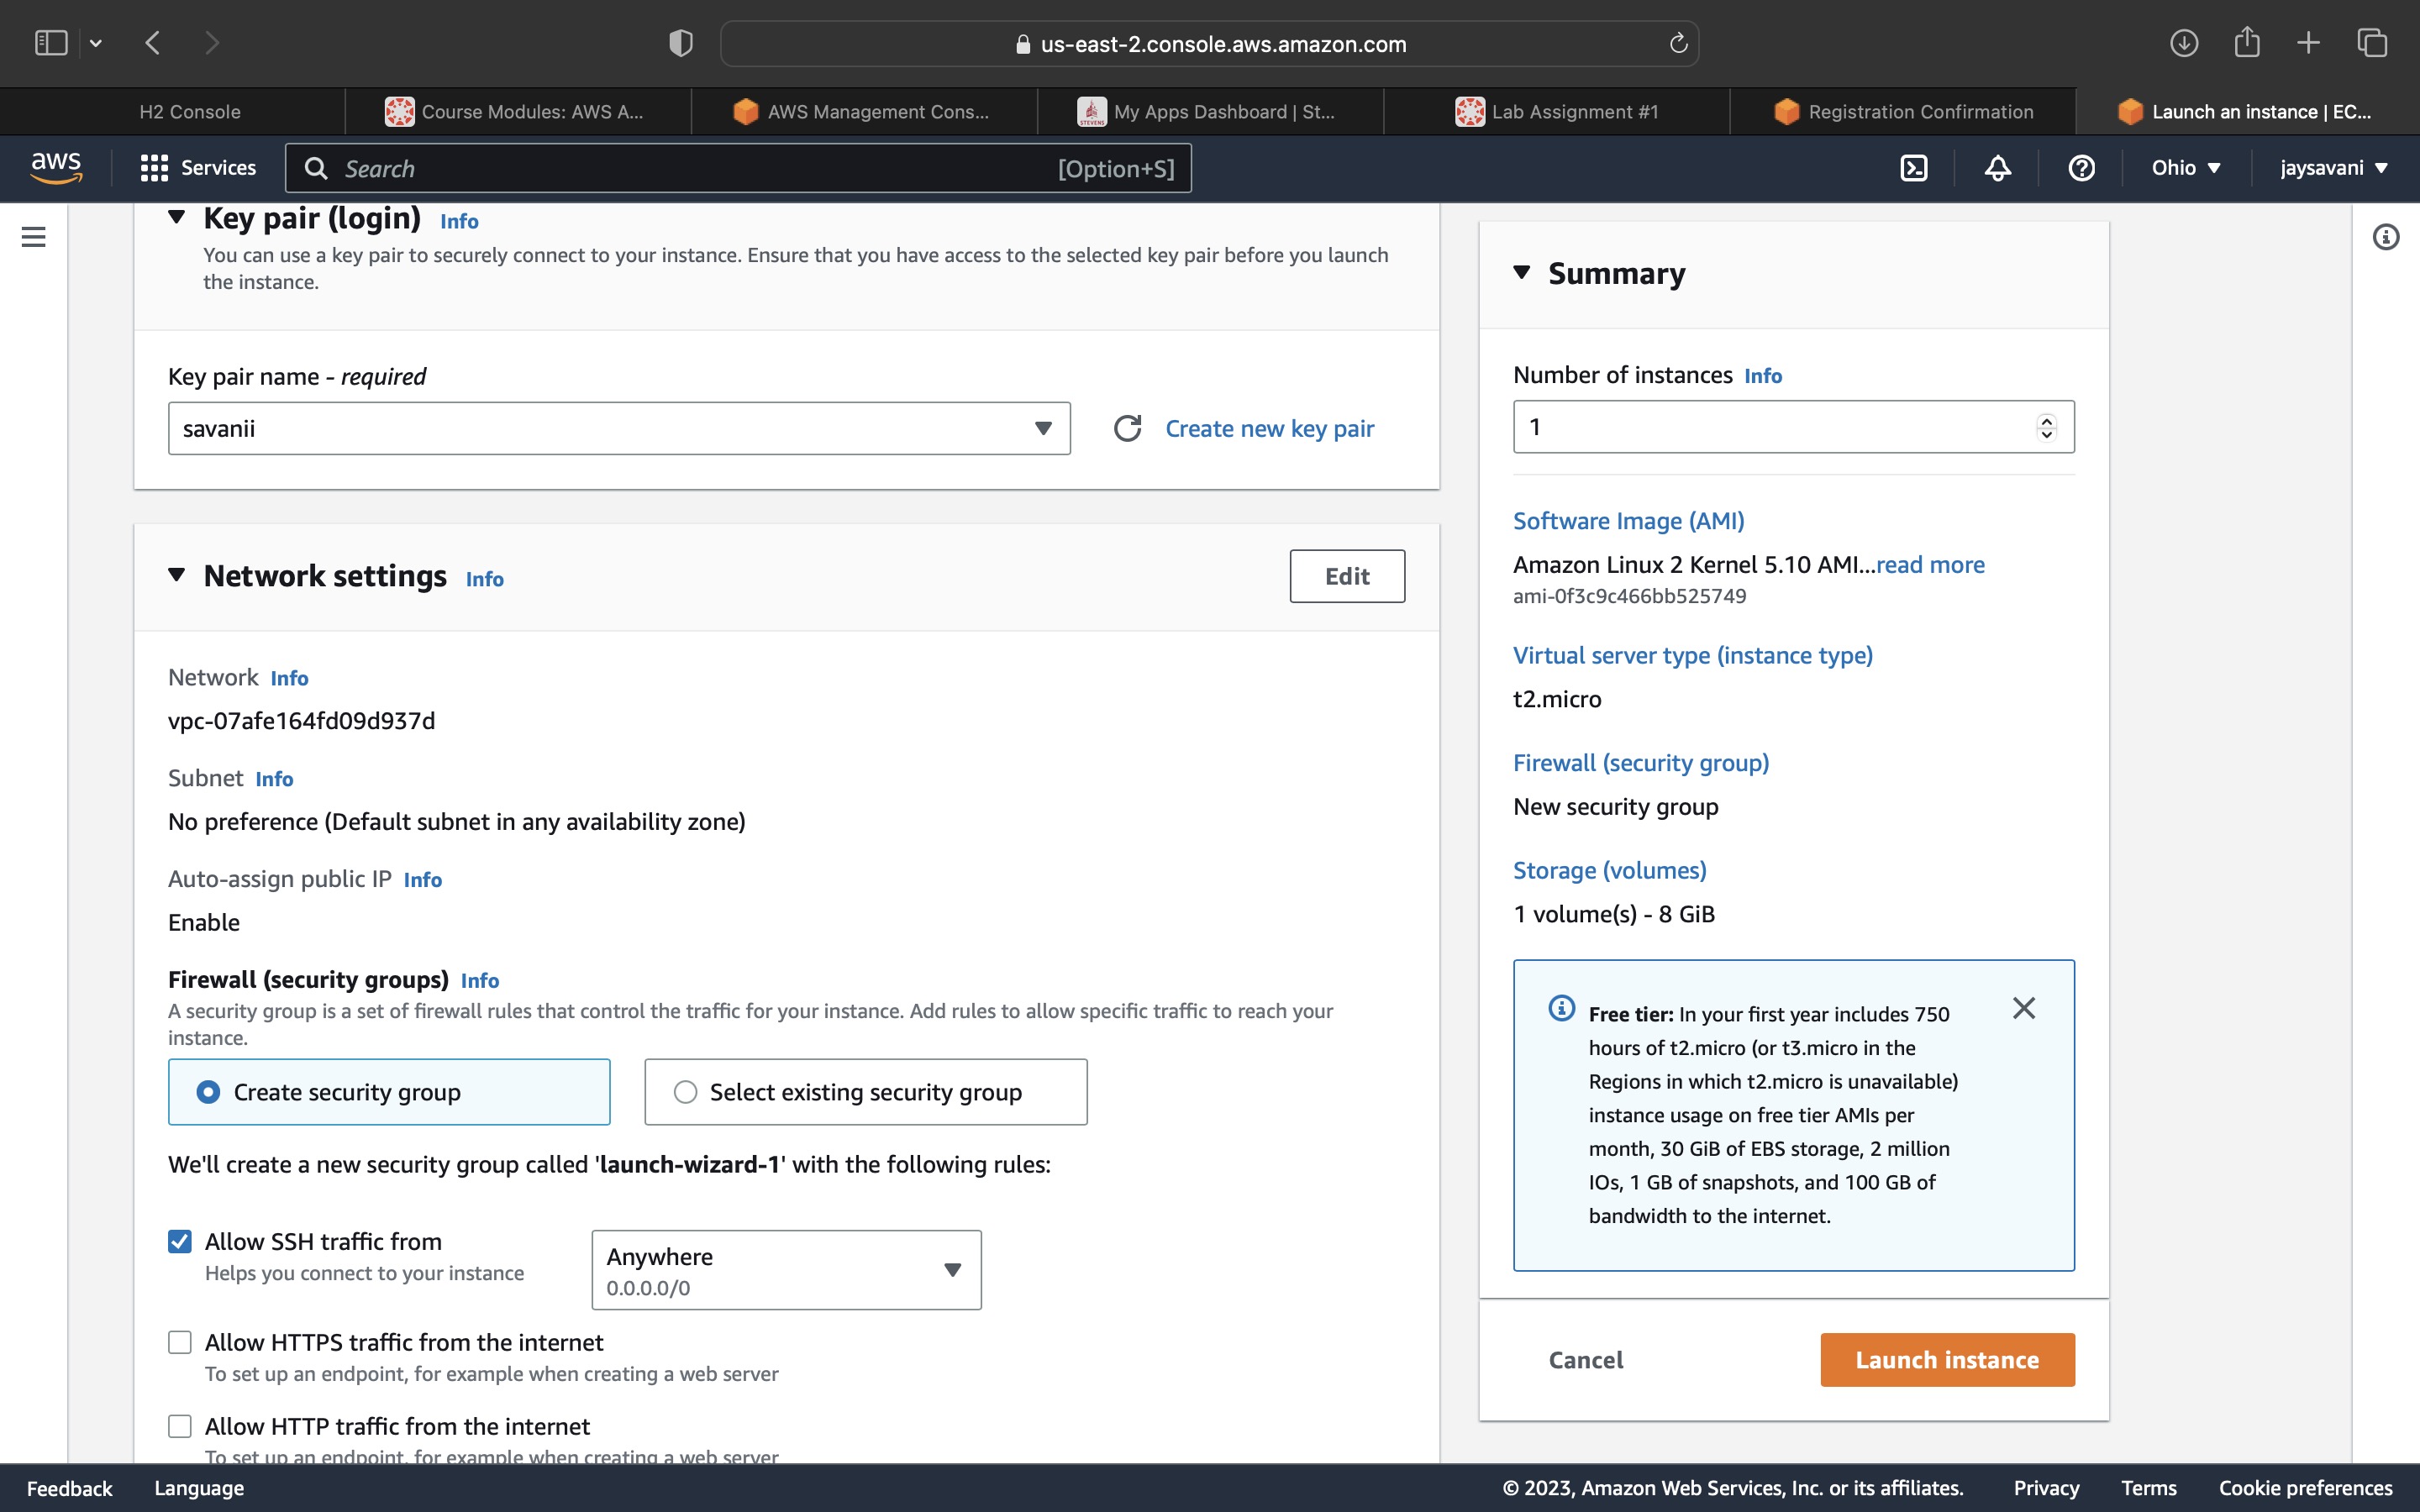 us-east-2.console.aws.amazon.com
H2 Console
Course Modules: AWS A...
AWS Management Cons...
STEVENS
My Apps Dashboard | St...
Lab Assignment #1
Registration Confirmation
Launch an instance | EC...
aws
Services
Search
[Option+S]
Ohio
jaysavani
Key pair (login) Info
You can use a key pair to securely connect to your instance. Ensure that you have access to the selected key pair before you launch
the instance.
Key pair name - required
savanii
Create new key pair
Network settings Info
Edit
Network Info
vpc-07afe164fd09d937d
Subnet Info
No preference (Default subnet in any availability zone)
Auto-assign public IP Info
Enable
Firewall (security groups) Info
A security group is a set of firewall rules that control the traffic for your instance. Add rules to allow specific traffic to reach your
instance.
Create security group
Select existing security group
We'll create a new security group called 'launch-wizard-1' with the following rules:
Allow SSH traffic from
Helps you connect to your instance
Anywhere
0.0.0.0/0
Allow HTTPS traffic from the internet
To set up an endpoint, for example when creating a web server
Allow HTTP traffic from the internet
To set up an endpoint, for example when creating a web server
Summary
Number of instances Info
1
Software Image (AMI)
Amazon Linux 2 Kernel 5.10 AMI...read more
ami-0f3c9c466bb525749
Virtual server type (instance type)
t2.micro
Firewall (security group)
New security group
Storage (volumes)
1 volume(s) - 8 GiB
Free tier: In your first year includes 750
hours of t2.micro (or t3.micro in the
Regions in which t2.micro is unavailable)
instance usage on free tier AMIs per
month, 30 GiB of EBS storage, 2 million
IOs, 1 GB of snapshots, and 100 GB of
bandwidth to the internet.
Cancel
Launch instance
Feedback
Language
© 2023, Amazon Web Services, Inc. or its affiliates.
Privacy
Terms
Cookie preferences